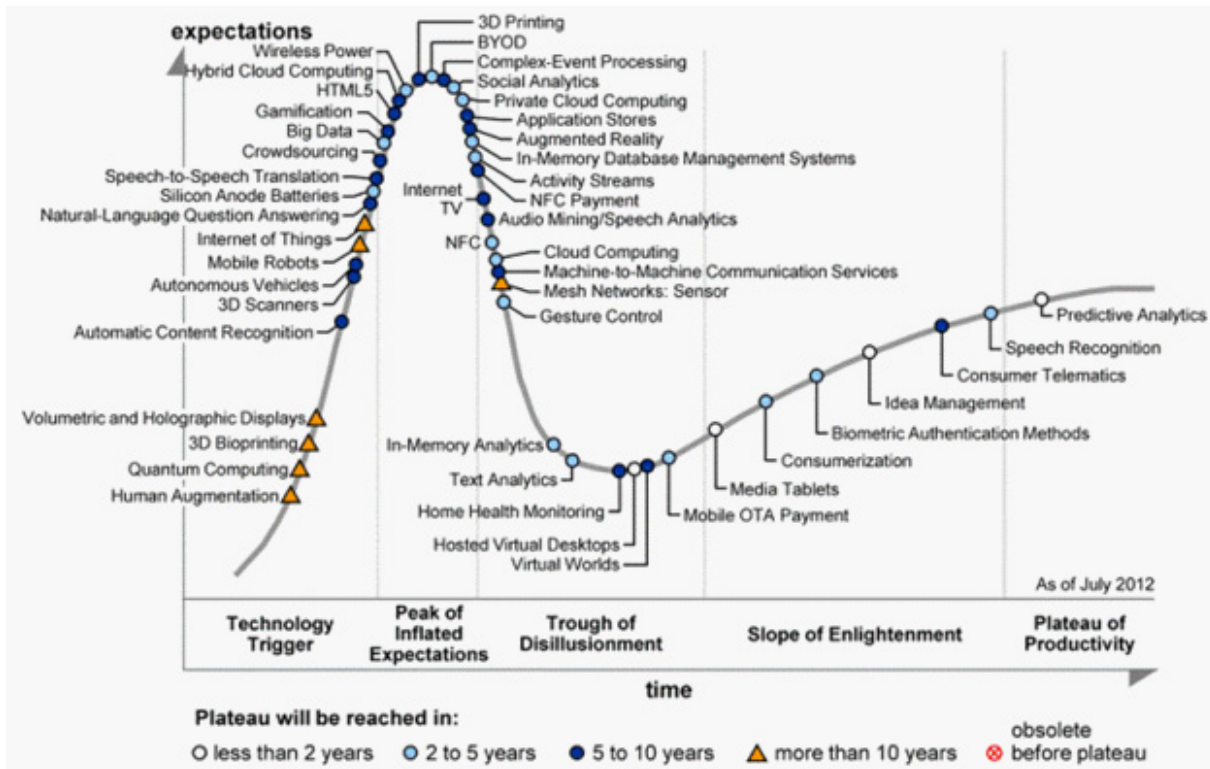 expectations
3D Printing
Wireless Power
BYOD
Hybrid Cloud Computing
Complex-Event Processing
HTML5
Social Analytics
Private Cloud Computing
Gamification
Application Stores
Big Data
Augmented Reality
Crowdsourcing
In-Memory Database Management Systems
Speech-to-Speech Translation
Activity Streams
Silicon Anode Batteries
NFC Payment
Internet
TV
Natural-Language Question Answering
Audio Mining/Speech Analytics
Internet of Things
NFC
Cloud Computing
Mobile Robots
Machine-to-Machine Communication Services
Autonomous Vehicles
Mesh Networks: Sensor
3D Scanners
Gesture Control
Automatic Content Recognition
Predictive Analytics
Speech Recognition
Consumer Telematics
Idea Management
Volumetric and Holographic Displays
Biometric Authentication Methods
3D Bioprinting
In-Memory Analytics
Consumerization
Quantum Computing
Text Analytics
Media Tablets
Human Augmentation
Home Health Monitoring
Mobile OTA Payment
Hosted Virtual Desktops
Virtual Worlds
As of July 2012
Technology
Trigger
Peak of
Inflated
Expectations
Trough of
Disillusionment
Slope of Enlightenment
Plateau of
Productivity
time
Plateau will be reached in:
less than 2 years
2 to 5 years
5 to 10 years
more than 10 years
obsolete
before plateau